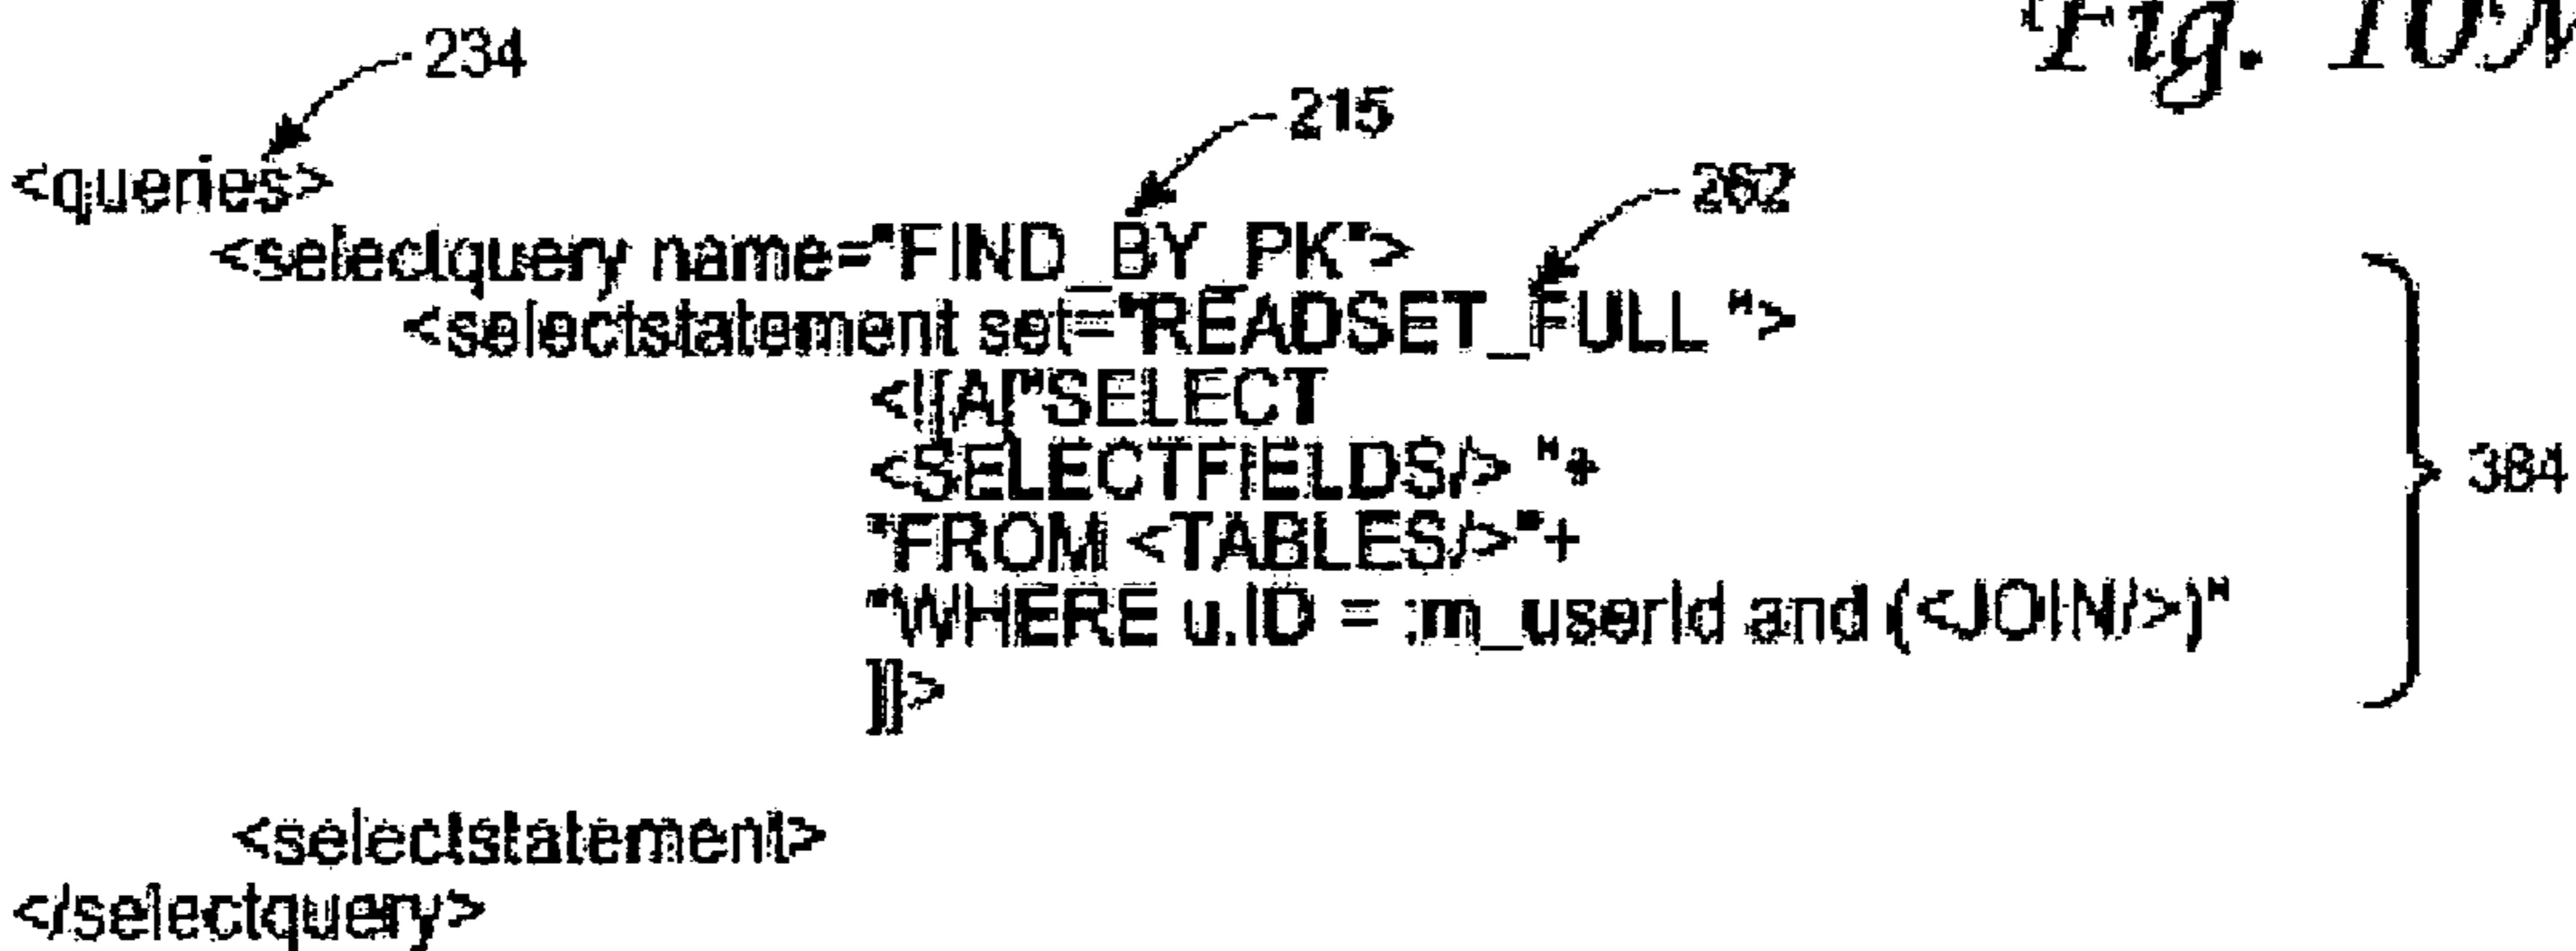 Fig. 10
234
215
<queries>
262
<selectquery name="FIND_BY_PK">
<selectstatement set="READSET_FULL ">
<![A["SELECT
<SELECTFIELDS/> "+
384
"FROM <TABLES/>"+
"WHERE u.ID = :m_userId and (<JOIN/>)"
]]>
<selectstatement>
</selectquery>